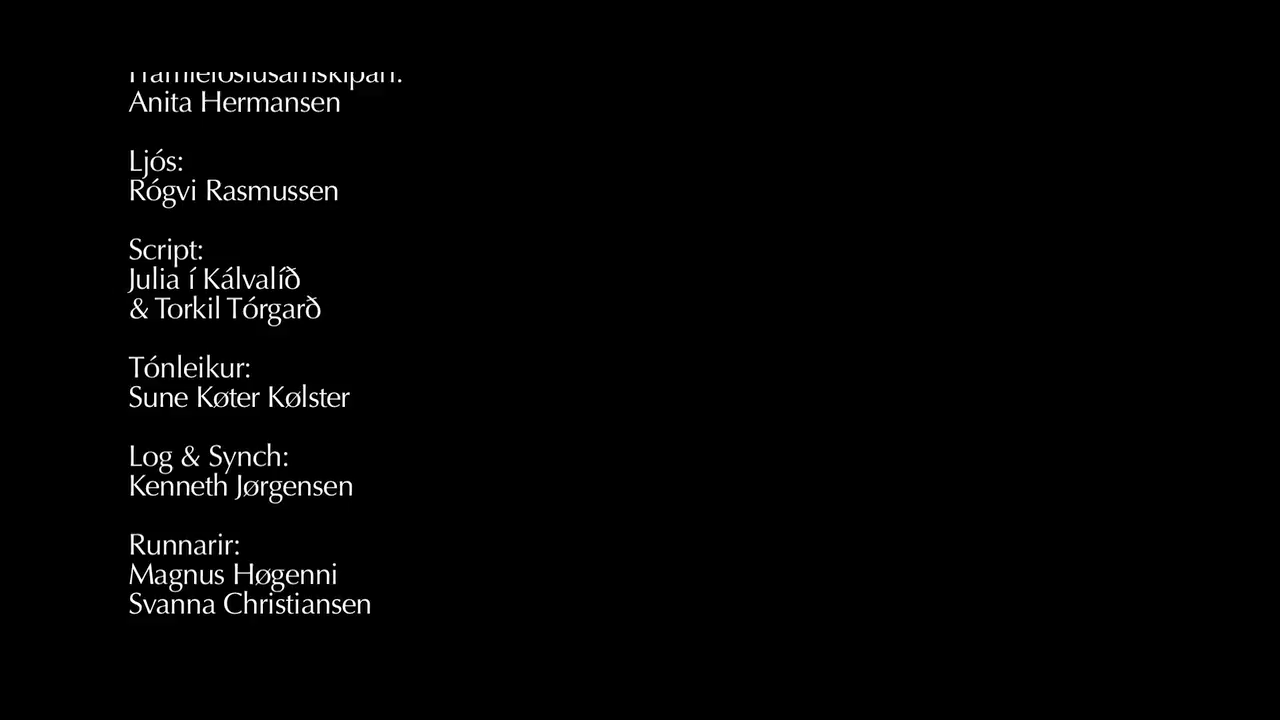 Anita Hermansen
Ljós:
Rógvi Rasmussen
Script:
Julia í Kálvalíð
& Torkil Tórgarð
Tónleikur:
Sune Køter Kølster
Log & Synch:
Kenneth Jørgensen
Runnarir:
Magnus Høgenni
Svanna Christiansen